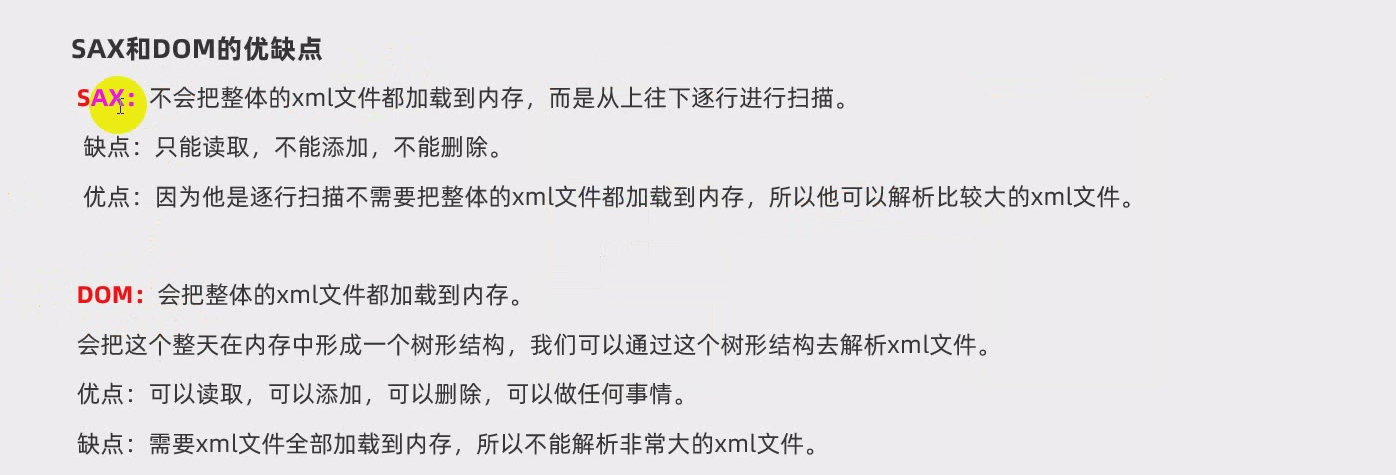 SAX和DOM的优缺点
SAX：不会把整体的xml文件都加载到内存，而是从上往下逐行进行扫描。
缺点：只能读取，不能添加，不能删除。
优点：因为他是逐行扫描不需要把整体的xml文件都加载到内存，所以他可以解析比较大的xml文件。
DOM：会把整体的xml文件都加载到内存。
会把这个整天在内存中形成一个树形结构，我们可以通过这个树形结构去解析xml文件。
优点：可以读取，可以添加，可以删除，可以做任何事情。
缺点：需要xml文件全部加载到内存，所以不能解析非常大的xml文件。